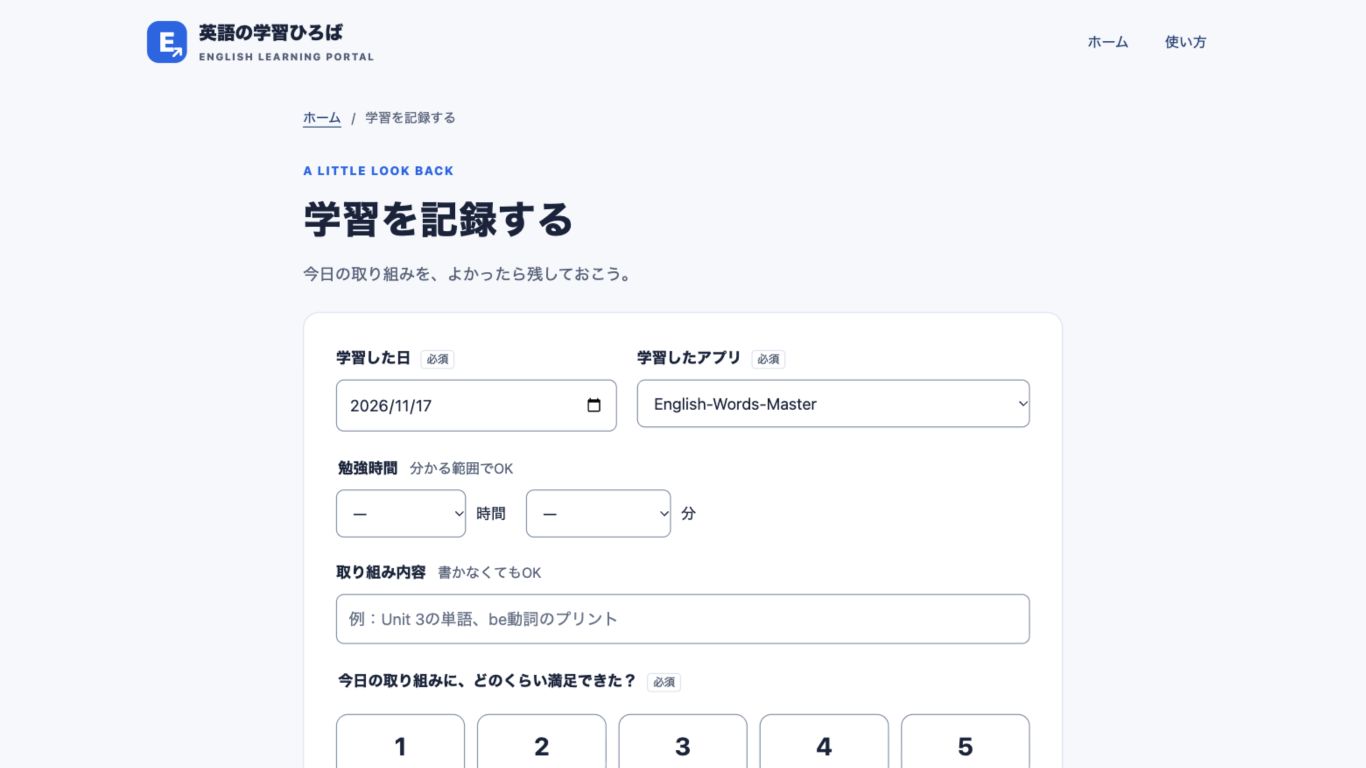 E
英語の学習ひろば
ENGLISH LEARNING PORTAL
ホーム 使い方
ホーム / 学習を記録する
A LITTLE LOOK BACK
学習を記録する
今日の取り組みを、よかったら残しておこう。
学習した日 必須 学習したアプリ 必須
2026/11/17 English-Words-Master
勉強時間 分かる範囲でOK
— 時間 — 分
取り組み内容 書かなくてもOK
例：Unit 3の単語、be動詞のプリント
今日の取り組みに、どのくらい満足できた？ 必須
1 2 3 4 5